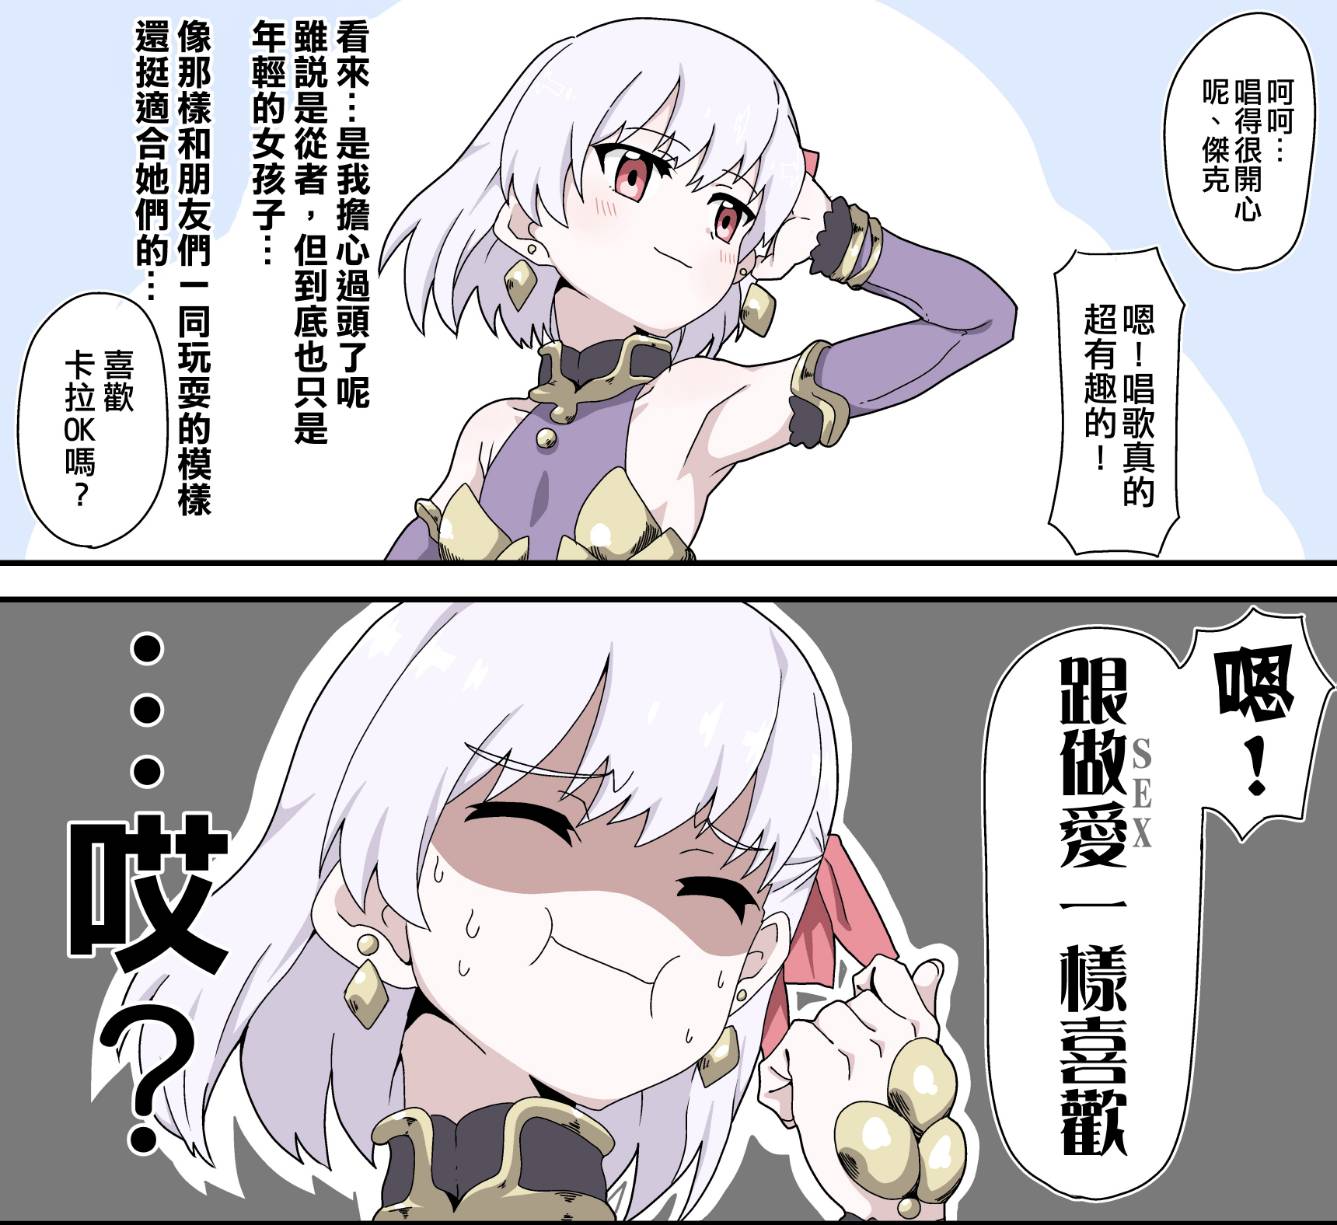 呵呵…
唱得很開心
呢、傑克
嗯！唱歌真的
超有趣的！
看來…是我擔心過頭了呢
雖説是從者，但到底也只是
年輕的女孩子…
像那樣和朋友們一同玩耍的模樣
還挺適合她們的…
喜歡
卡拉OK嗎？
嗯！
SEX
跟做愛一樣喜歡
…哎？